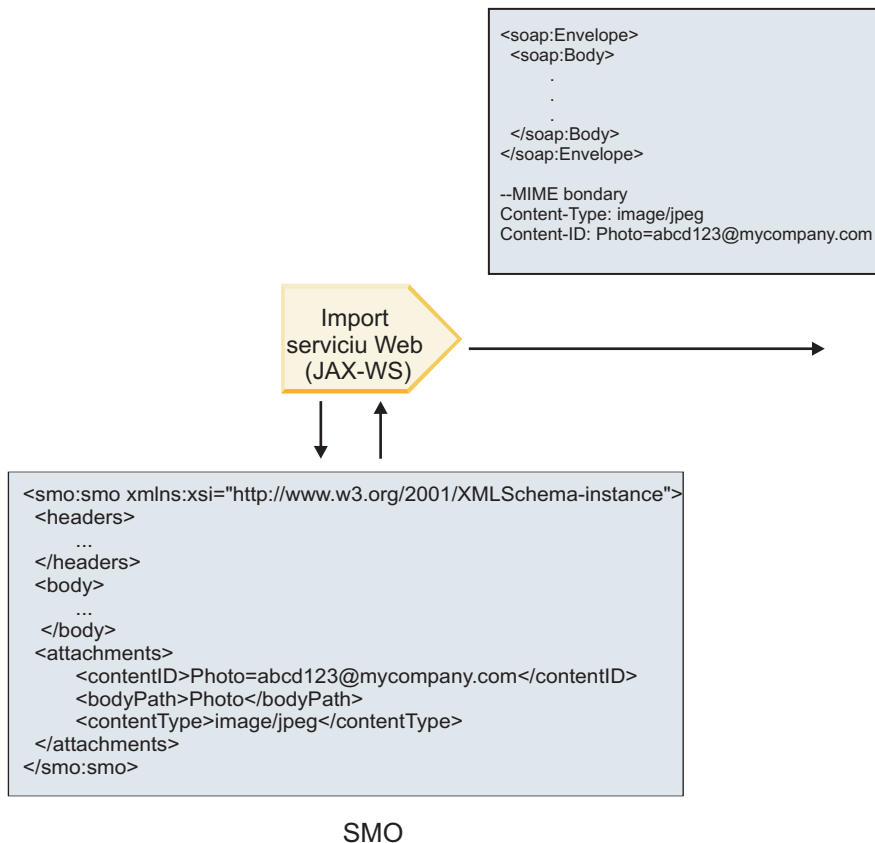 <soap:Envelope>
<soap:Body>
.
.
.
</soap:Body>
</soap:Envelope>
--MIME bondary
Content-Type: image/jpeg
Content-ID: Photo=abcd123@mycompany.com
Import
serviciu Web
(JAX-WS)
<smo:smo xmlns:xsi="http://www.w3.org/2001/XMLSchema-instance">
<headers>
...
</headers>
<body>
...
</body>
<attachments>
<contentID>Photo=abcd123@mycompany.com</contentID>
<bodyPath>Photo</bodyPath>
<contentType>image/jpeg</contentType>
</attachments>
</smo:smo>
SMO